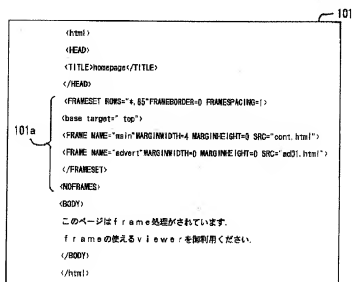 101
<html>
<HEAD>
<TITLE>homepage</TITLE>
</HEAD>
<FRAMESET ROWS="*,65"FRAMEBORDER=0 FRAMESPACING=1>
<base target="_top">
101a
<FRAME NAME="main"MARGINWIDTH=4 MARGINHEIGHT=0 SRC="cont.html">
<FRAME NAME="advert"MARGINWIDTH=0 MARGINHEIGHT=0 SRC="ad01.html">
</FRAMESET>
<NOFRAMES>
<BODY>
このページはframe処理がされています.
frameの使えるviewerを御利用ください.
</BODY>
</html>